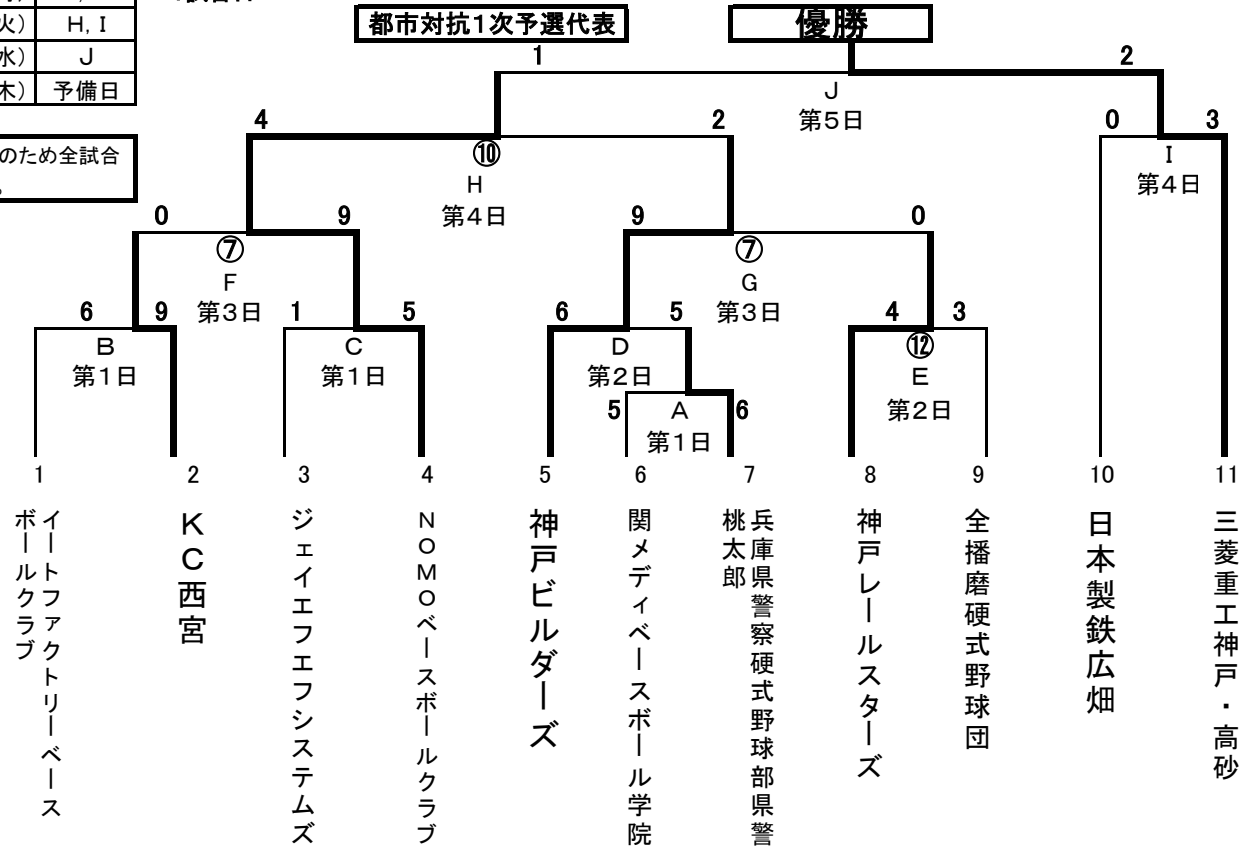 火) H, I
水) J
木) 予備日
のため全試合
都市対抗1次予選代表
優勝
1
2
J
第5日
4
2
⑩
H
第4日
0
3
I
第4日
0
9
⑦
F
第3日
9
0
⑦
G
第3日
6
9
B
第1日
1
5
C
第1日
6
5
D
第2日
5
6
A
第1日
4
3
⑫
E
第2日
1
2
3
4
5
6
7
8
9
10
11
イートファクトリーベース
ボールクラブ
KC西宮
ジェイエフエフシステムズ
NOMOベースボールクラブ
神戸ビルダーズ
関メディベースボール学院
兵庫県警察硬式野球部県警
桃太郎
神戸レールスターズ
全播磨硬式野球団
日本製鉄広畑
三菱重工神戸・高砂